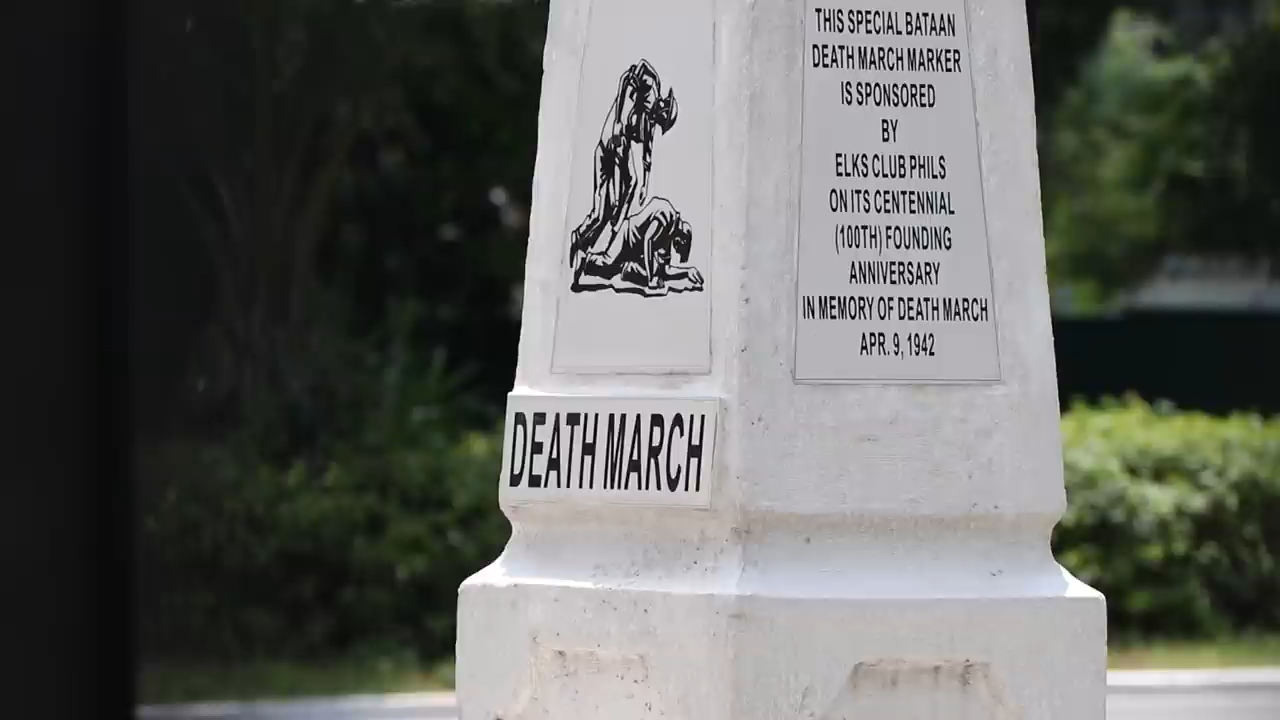 THIS SPECIAL BATAAN
DEATH MARCH MARKER
IS SPONSORED
BY
ELKS CLUB PHILS
ON ITS CENTENNIAL
(100TH) FOUNDING
ANNIVERSARY
IN MEMORY OF DEATH MARCH
APR. 9, 1942
DEATH MARCH